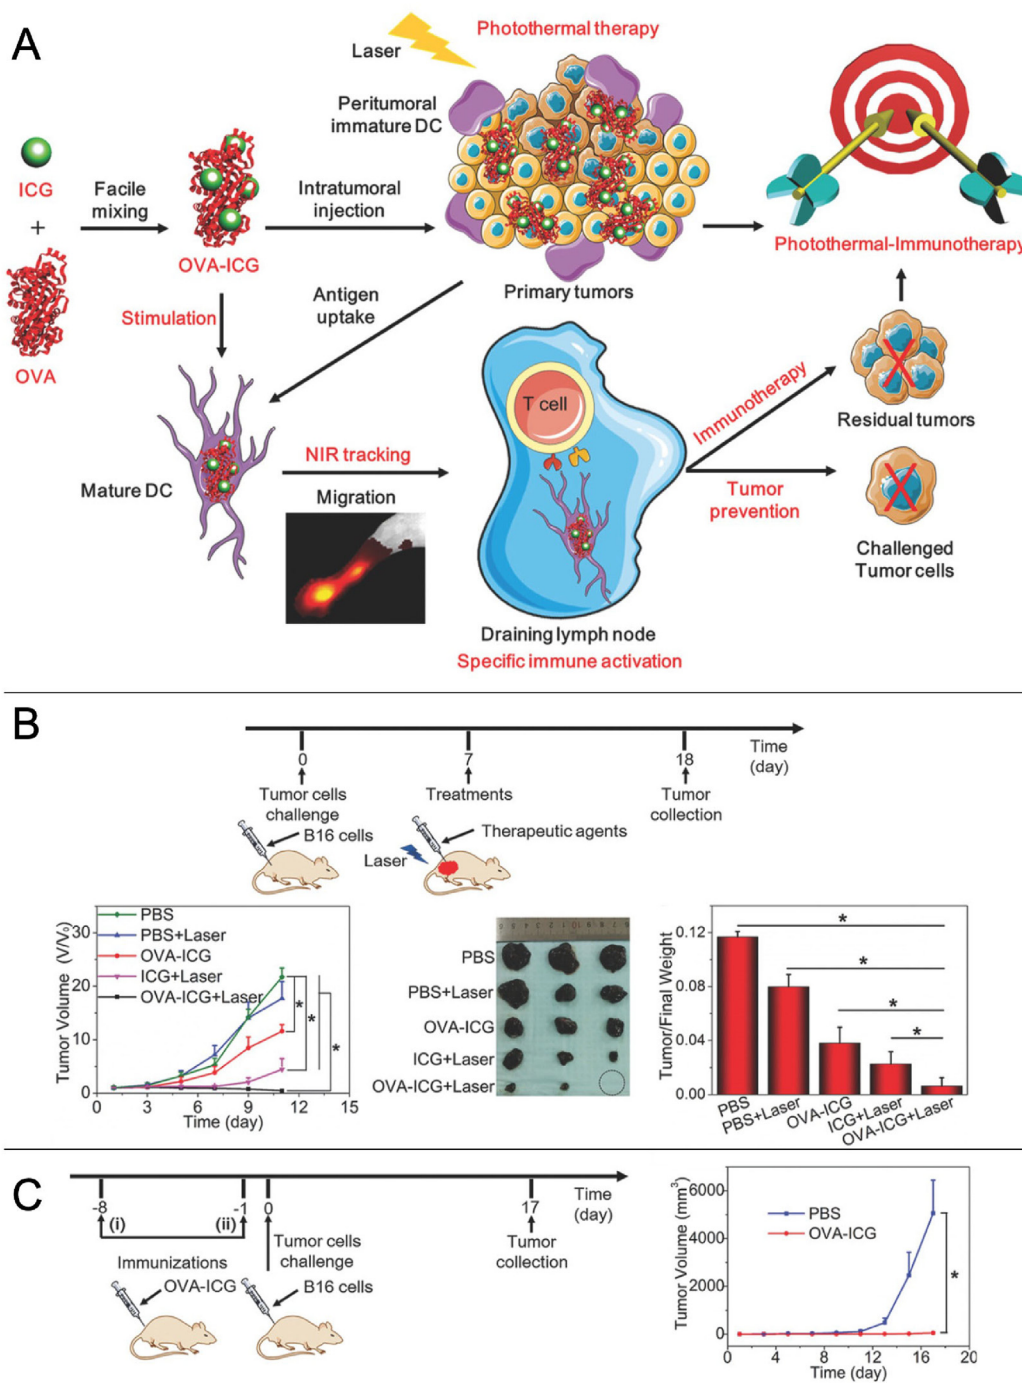 A
Laser
Photothermal therapy
Peritumoral
immature DC
ICG
+
OVA
Facile
mixing
OVA-ICG
Intratumoral
injection
Primary tumors
Photothermal-Immunotherapy
Stimulation
Antigen
uptake
Mature DC
NIR tracking
Migration
T cell
Draining lymph node
Specific immune activation
Immunotherapy
Tumor
prevention
Residual tumors
Challenged
Tumor cells
B
0
7
18
Time
(day)
Tumor cells
challenge
B16 cells
Treatments
Therapeutic agents
Laser
Tumor
collection
Tumor Volume (V/V₀)
30
20
10
0
0 3 6 9 12 15
Time (day)
PBS
PBS+Laser
OVA-ICG
ICG+Laser
OVA-ICG+Laser
*
*
*
PBS
PBS+Laser
OVA-ICG
ICG+Laser
OVA-ICG+Laser
Tumor/Final Weight
0.12
0.08
0.04
0.00
*
*
*
*
PBS
PBS+Laser
OVA-ICG
ICG+Laser
OVA-ICG+Laser
C
-8
(i)
(ii)
-1
0
17
Time
(day)
Immunizations
OVA-ICG
Tumor cells
challenge
B16 cells
Tumor
collection
Tumor Volume (mm³)
6000
4000
2000
0
0 4 8 12 16 20
Time (day)
PBS
OVA-ICG
*